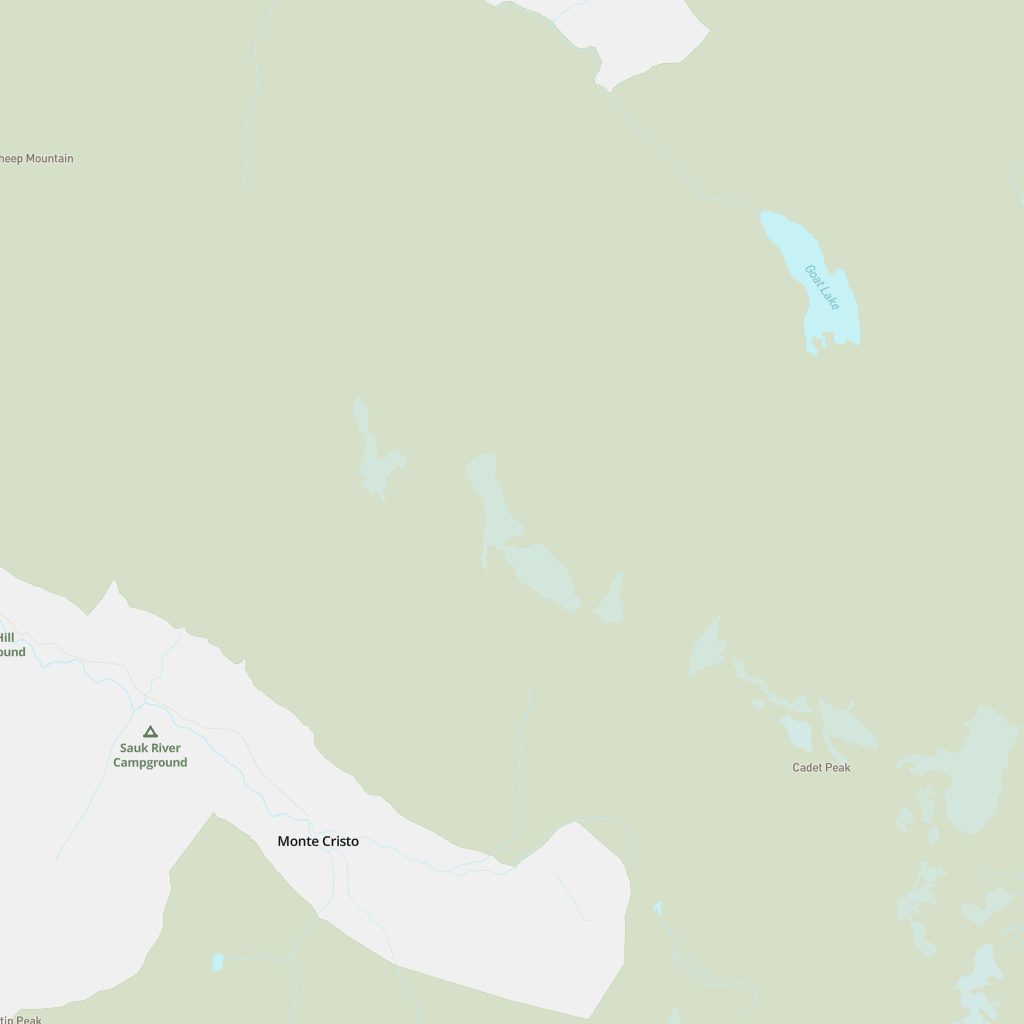 heep Mountain
Goat Lake
Hill
ound
Sauk River
Campground
Cadet Peak
Monte Cristo
tin Peak